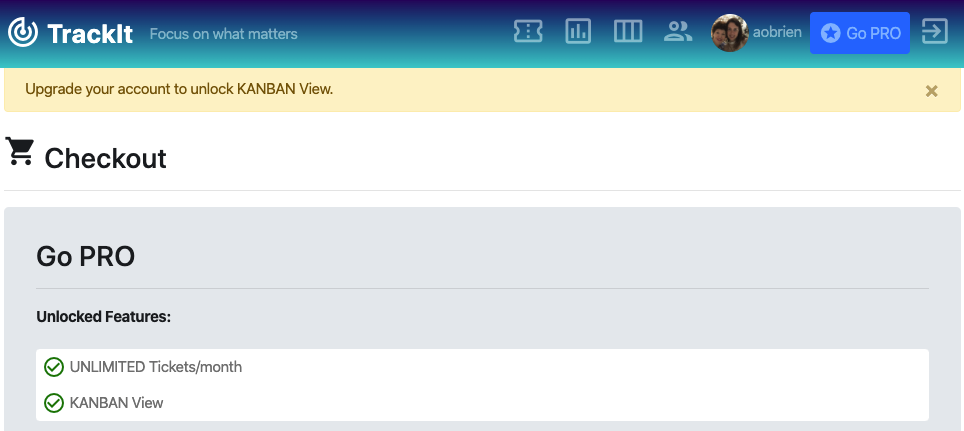 TrackIt Focus on what matters aobrien Go PRO
Upgrade your account to unlock KANBAN View. ×
Checkout
Go PRO
Unlocked Features:
UNLIMITED Tickets/month
KANBAN View